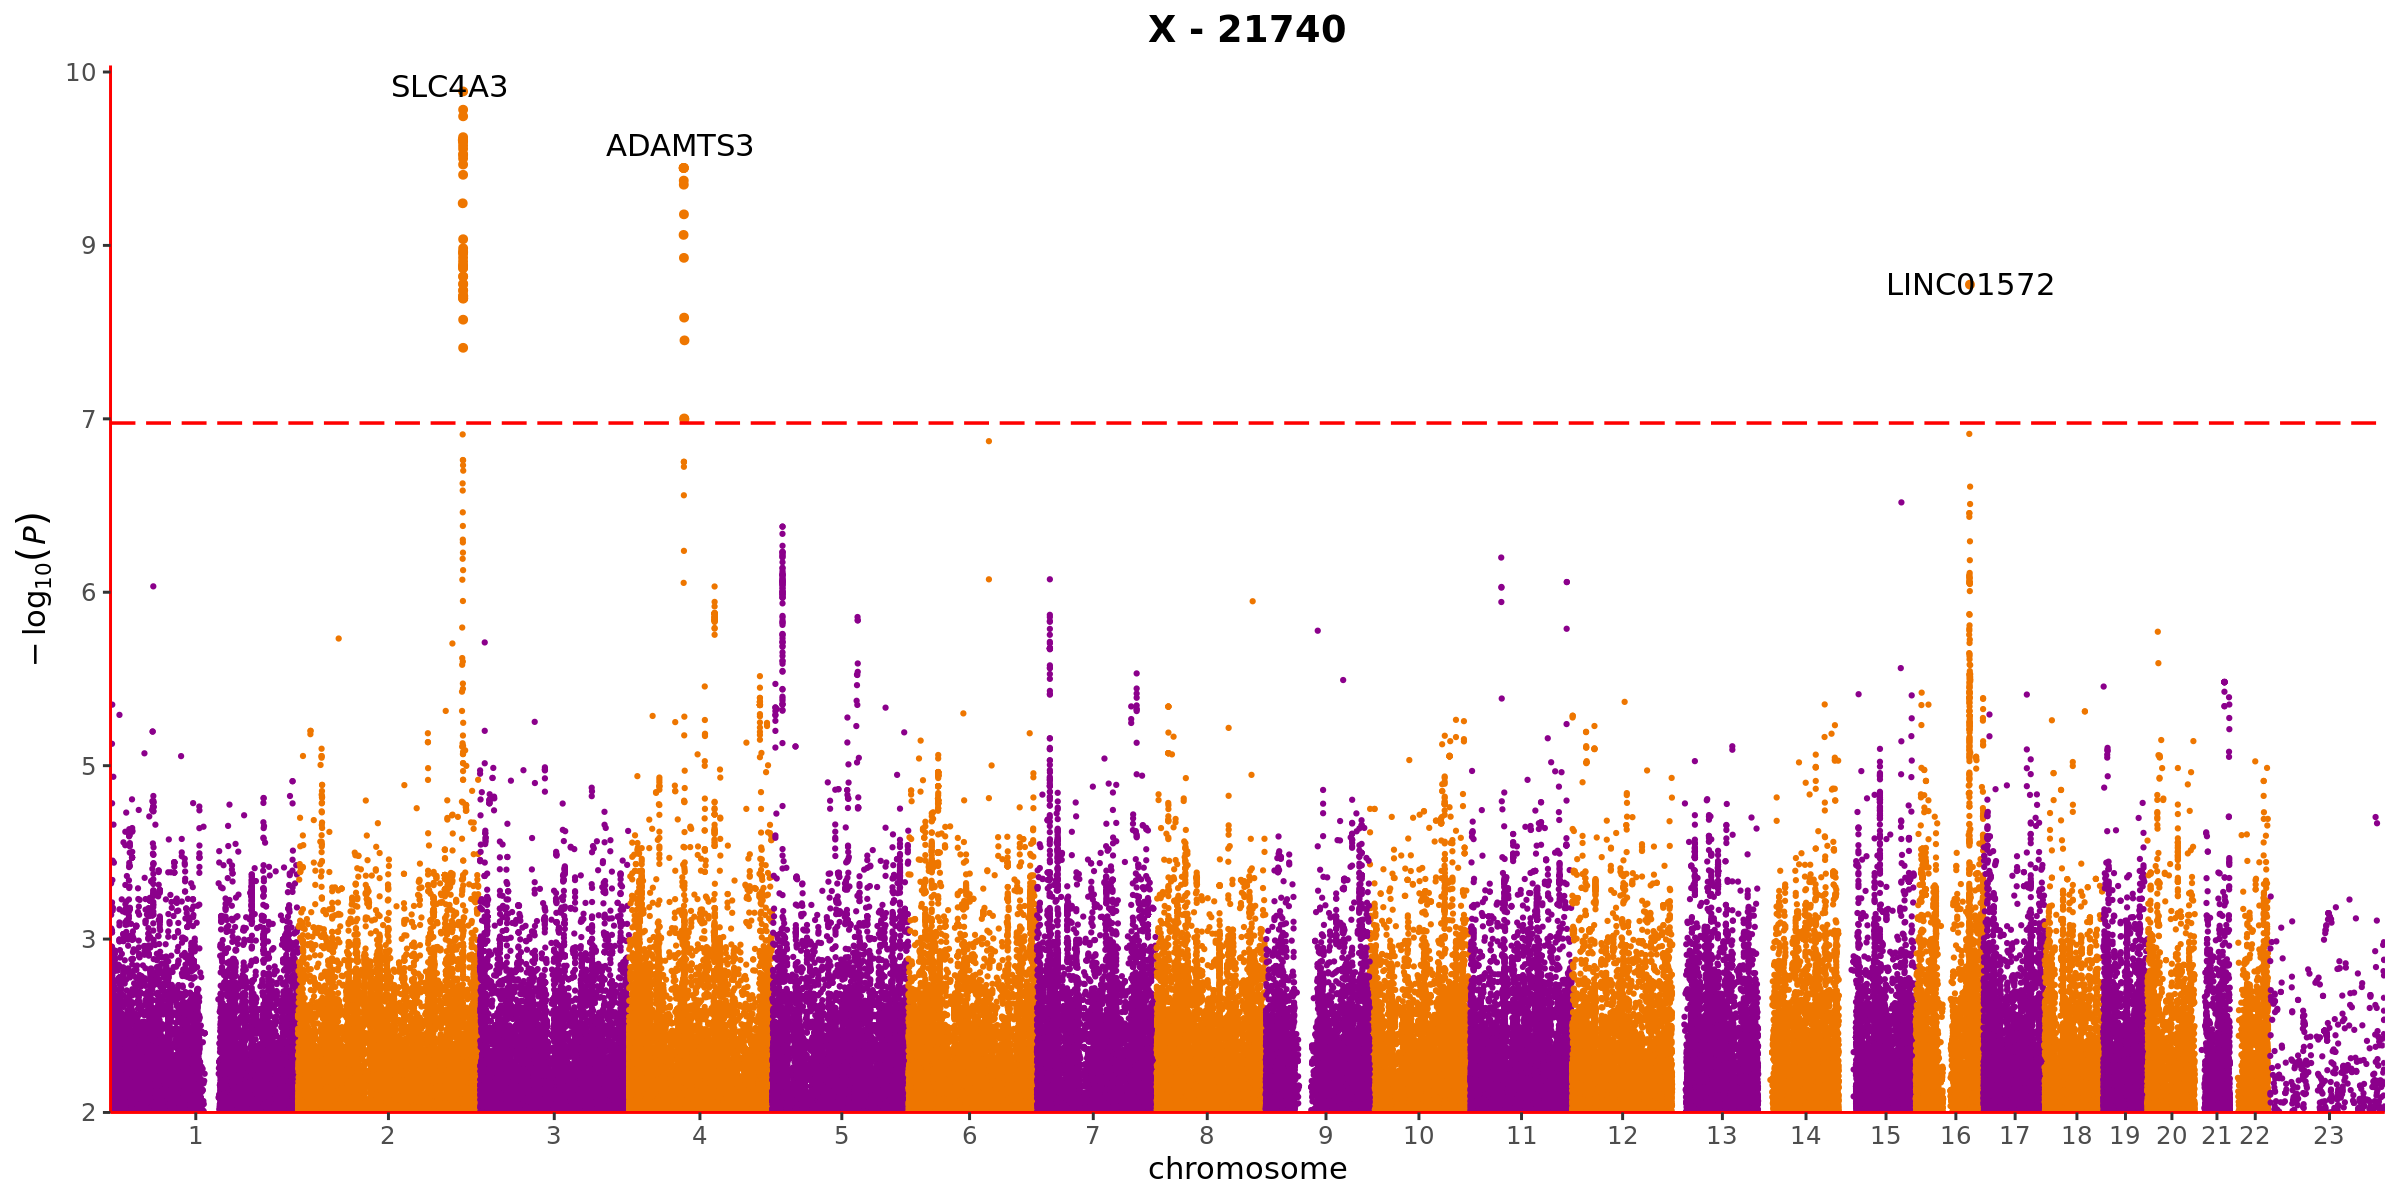 X - 21740
10
SLC4A3
ADAMTS3
9
LINC01572
7
6
5
3
2
− log10(P)
1 2 3 4 5 6 7 8 9 10 11 12 13 14 15 16 17 18 19 20 21 22 23
chromosome